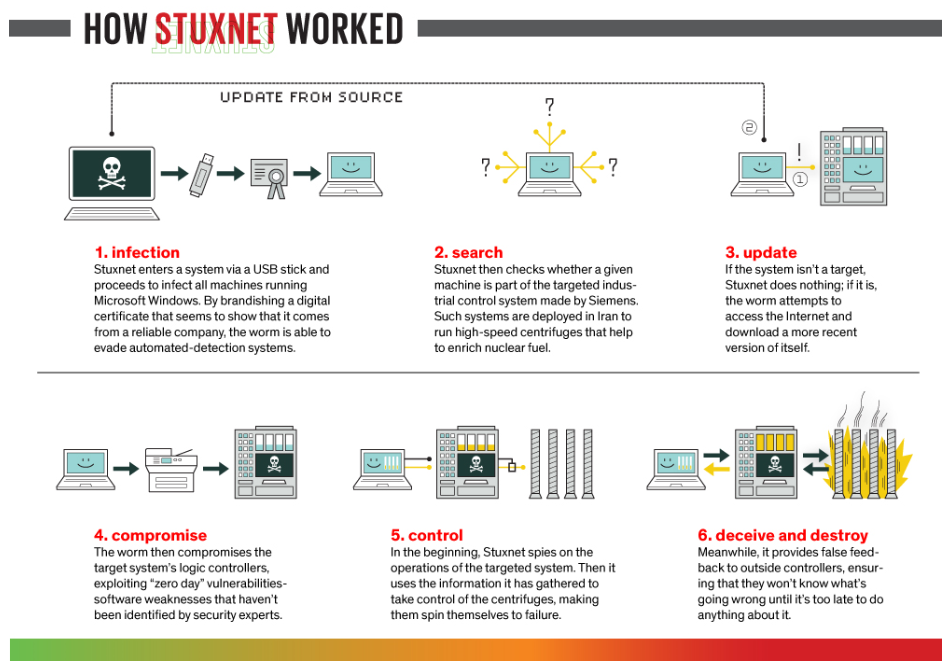 HOW STUXNET WORKED
STUXNET
UPDATE FROM SOURCE
?
?
?
②
!
①
1. infection
Stuxnet enters a system via a USB stick and
proceeds to infect all machines running
Microsoft Windows. By brandishing a digital
certificate that seems to show that it comes
from a reliable company, the worm is able to
evade automated-detection systems.
2. search
Stuxnet then checks whether a given
machine is part of the targeted indus-
trial control system made by Siemens.
Such systems are deployed in Iran to
run high-speed centrifuges that help
to enrich nuclear fuel.
3. update
If the system isn't a target,
Stuxnet does nothing; if it is,
the worm attempts to
access the Internet and
download a more recent
version of itself.
4. compromise
The worm then compromises the
target system's logic controllers,
exploiting “zero day” vulnerabilities-
software weaknesses that haven't
been identified by security experts.
5. control
In the beginning, Stuxnet spies on the
operations of the targeted system. Then it
uses the information it has gathered to
take control of the centrifuges, making
them spin themselves to failure.
6. deceive and destroy
Meanwhile, it provides false feed-
back to outside controllers, ensur-
ing that they won't know what's
going wrong until it's too late to do
anything about it.